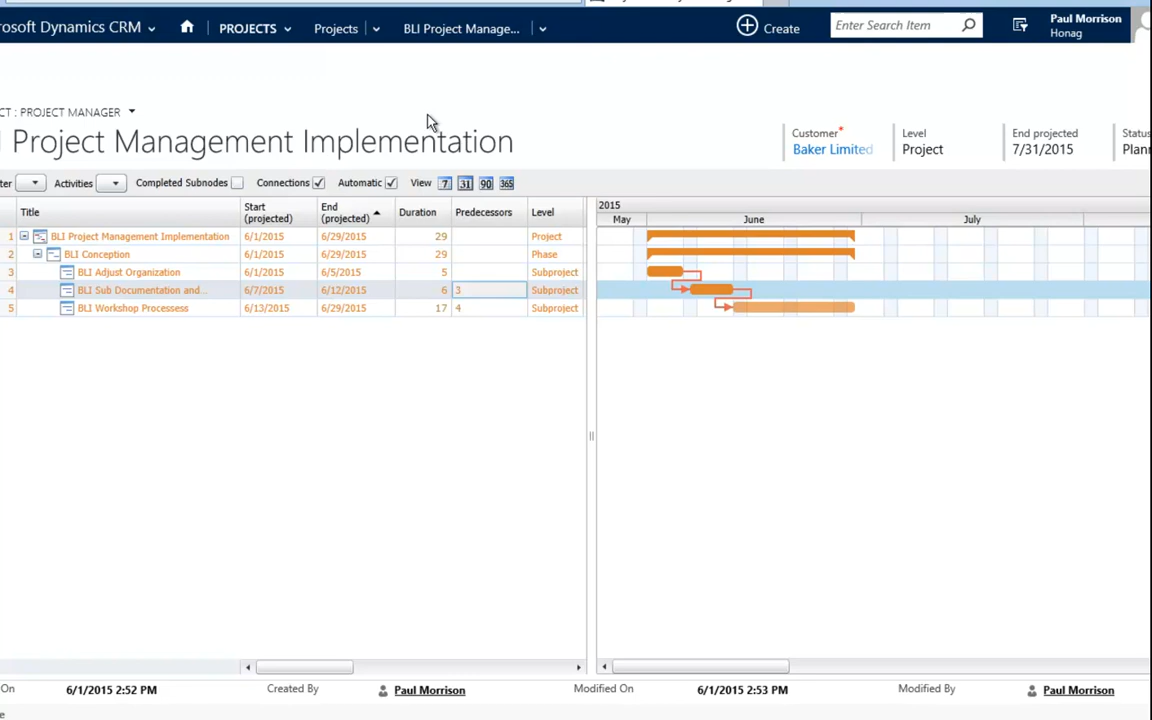 rosoft Dynamics CRM PROJECTS Projects BLI Project Manage... Create Enter Search Item Paul Morrison
Honag
CT : PROJECT MANAGER
Project Management Implementation
Customer* Level End projected Status
Baker Limited Project 7/31/2015 Plann
ter Activities Completed Subnodes Connections Automatic View 7 31 90 365
Title Start (projected) End (projected) Duration Predecessors Level
1 BLI Project Management Implementation 6/1/2015 6/29/2015 29 Project
2 BLI Conception 6/1/2015 6/29/2015 29 Phase
3 BLI Adjust Organization 6/1/2015 6/5/2015 5 Subproject
4 BLI Sub Documentation and... 6/7/2015 6/12/2015 6 3 Subproject
5 BLI Workshop Processess 6/13/2015 6/29/2015 17 4 Subproject
2015
May June July
On 6/1/2015 2:52 PM Created By Paul Morrison Modified On 6/1/2015 2:53 PM Modified By Paul Morrison